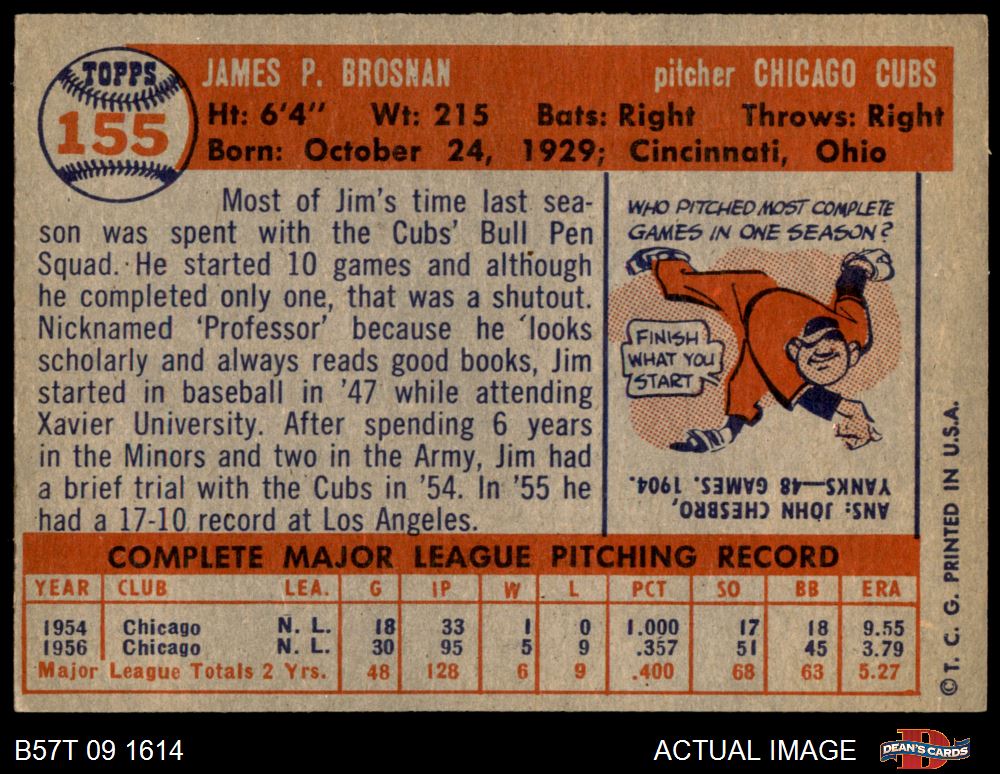 TOPPS
155
JAMES P. BROSNAN
pitcher CHICAGO CUBS
Ht: 6'4" Wt: 215 Bats: Right Throws: Right
Born: October 24, 1929; Cincinnati, Ohio
Most of Jim's time last sea-
son was spent with the Cubs' Bull Pen
Squad. He started 10 games and although
he completed only one, that was a shutout.
Nicknamed 'Professor' because he 'looks
scholarly and always reads good books, Jim
started in baseball in '47 while attending
Xavier University. After spending 6 years
in the Minors and two in the Army, Jim had
a brief trial with the Cubs in '54. In '55 he
had a 17-10 record at Los Angeles.
WHO PITCHED MOST COMPLETE
GAMES IN ONE SEASON?
FINISH
WHAT YOU
START
ANS: JOHN CHESBRO,
YANKS—48 GAMES. 1904.
COMPLETE MAJOR LEAGUE PITCHING RECORD
YEAR CLUB LEA. G IP W L PCT SO BB ERA
1954 Chicago N. L. 18 33 1 0 1.000 17 18 9.55
1956 Chicago N. L. 30 95 5 9 .357 51 45 3.79
Major League Totals 2 Yrs. 48 128 6 9 .400 68 63 5.27
© T. C. G. PRINTED IN U.S.A.
B57T 09 1614
ACTUAL IMAGE
DEAN'S CARDS